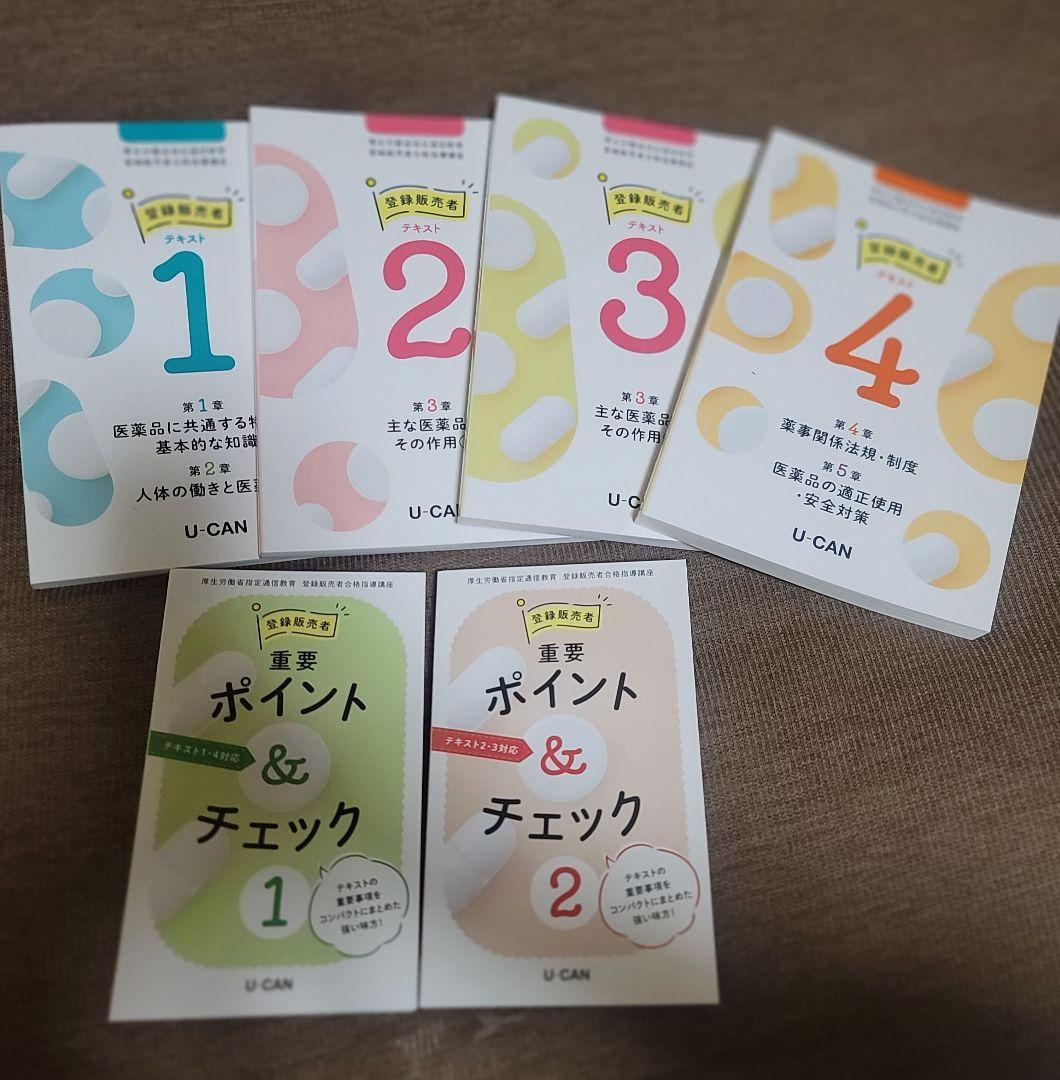 登録販売者
テキスト
1
第1章
医薬品に共通する
基本的な知識
第2章
人体の働きと医
U-CAN
登録販売者
テキスト
2
第3章
主な医薬品
その作用
U-CA
登録販売者
テキスト
3
第3章
主な医薬品
その作用
U-C
登録販売者
テキスト
4
第4章
薬事関係法規・制度
第5章
医薬品の適正使用
・安全対策
U-CAN
厚生労働省指定通信教育 登録販売者合格指導講座
登録販売者
重要
ポイント
テキスト1・4対応
&
チェック
1
テキストの
重要事項を
コンパクトにまとめた
強い味方!
U-CAN
厚生労働省指定通信教育 登録販売者合格指導講座
登録販売者
重要
ポイント
テキスト2・3対応
&
チェック
2
テキストの
重要事項を
コンパクトにまとめた
強い味方!
U-CAN